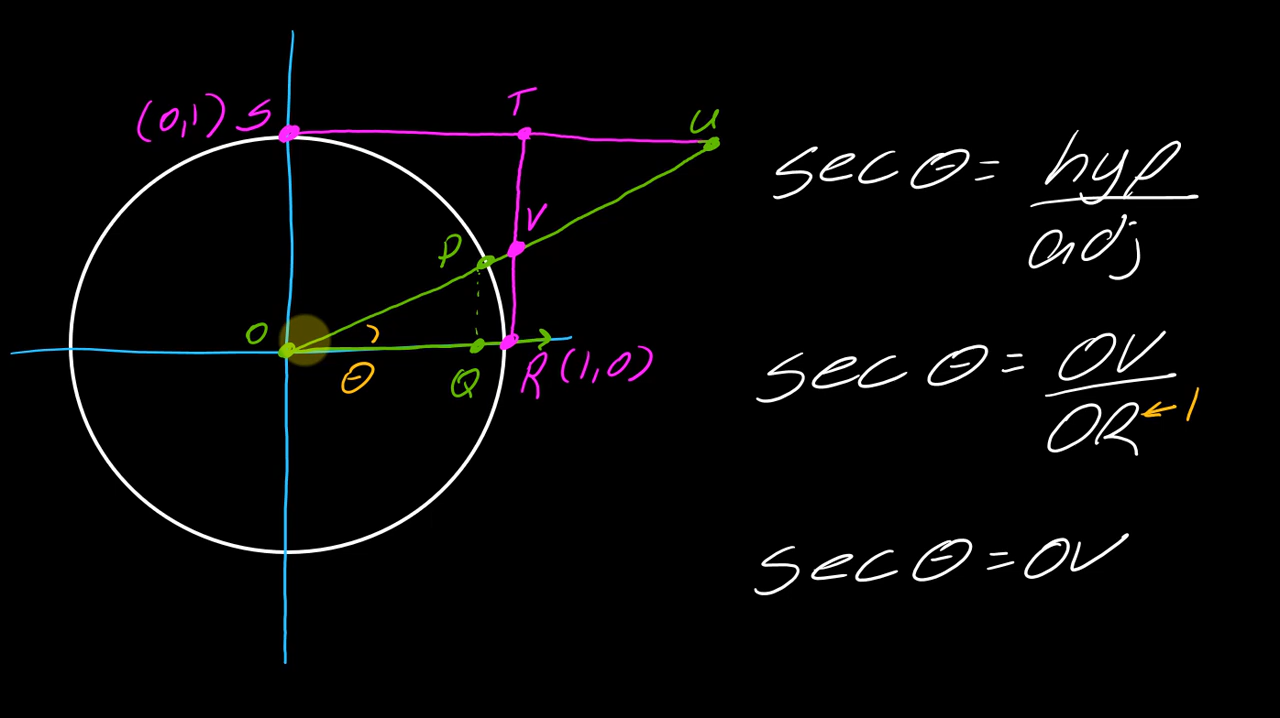 (0,1) S
T
U
V
P
O
θ
Q
R (1,0)
sec θ = hyp/adj
sec θ = OV/OR ← 1
sec θ = OV